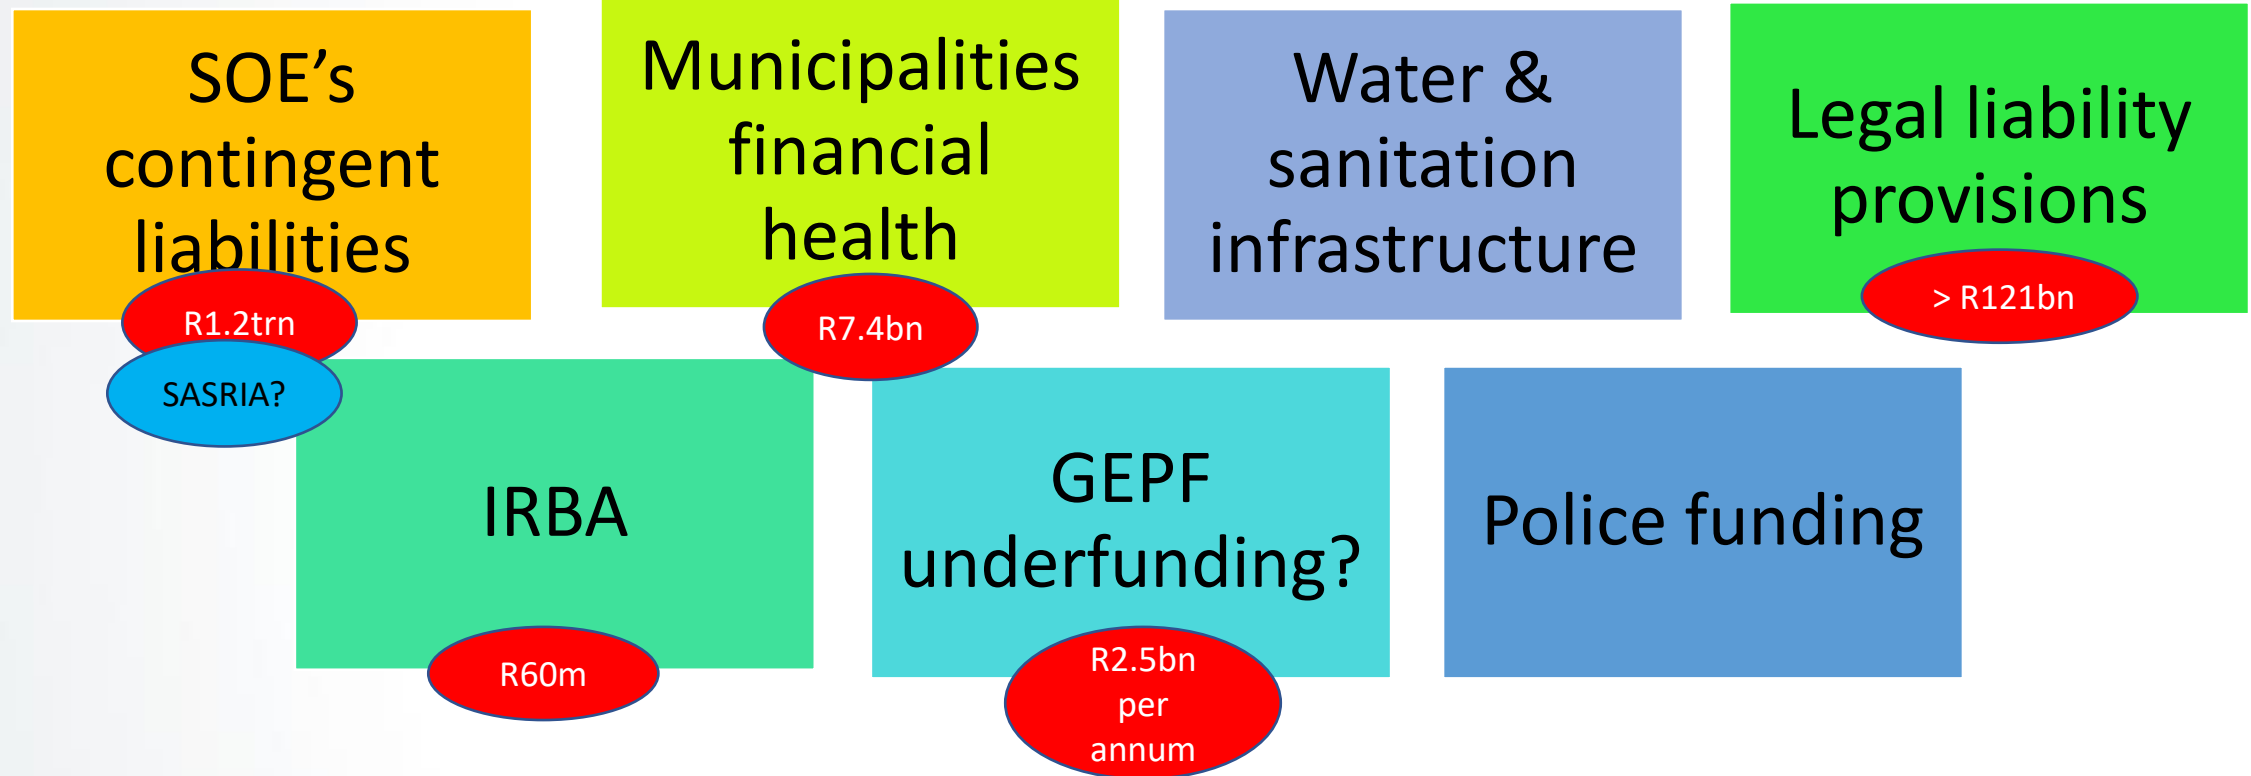 SOE’s
contingent
liabilities
R1.2trn
SASRIA?
Municipalities
financial
health
R7.4bn
Water &
sanitation
infrastructure
Legal liability
provisions
> R121bn
IRBA
R60m
GEPF
underfunding?
R2.5bn
per
annum
Police funding